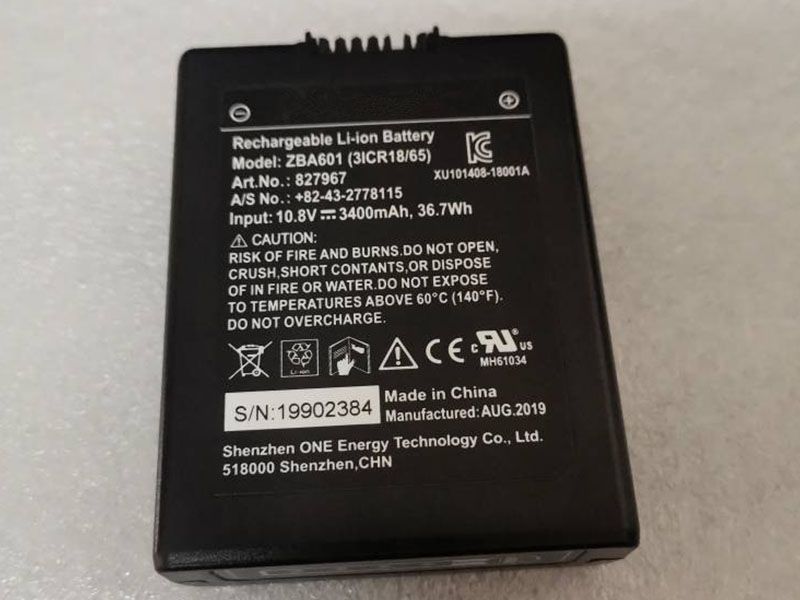 Rechargeable Li-ion Battery
Model: ZBA601 (3ICR18/65)
Art.No.: 827967
XU101408-18001A
A/S No.: +82-43-2778115
Input: 10.8V⎓3400mAh, 36.7Wh
⚠ CAUTION:
RISK OF FIRE AND BURNS.DO NOT OPEN,
CRUSH,SHORT CONTANTS,OR DISPOSE
OF IN FIRE OR WATER.DO NOT EXPOSE
TO TEMPERATURES ABOVE 60°C (140°F).
DO NOT OVERCHARGE.
Li-ion
CE
c RU ® US
MH61034
S/N:19902384
Made in China
Manufactured: AUG.2019
Shenzhen ONE Energy Technology Co., Ltd.
518000 Shenzhen,CHN